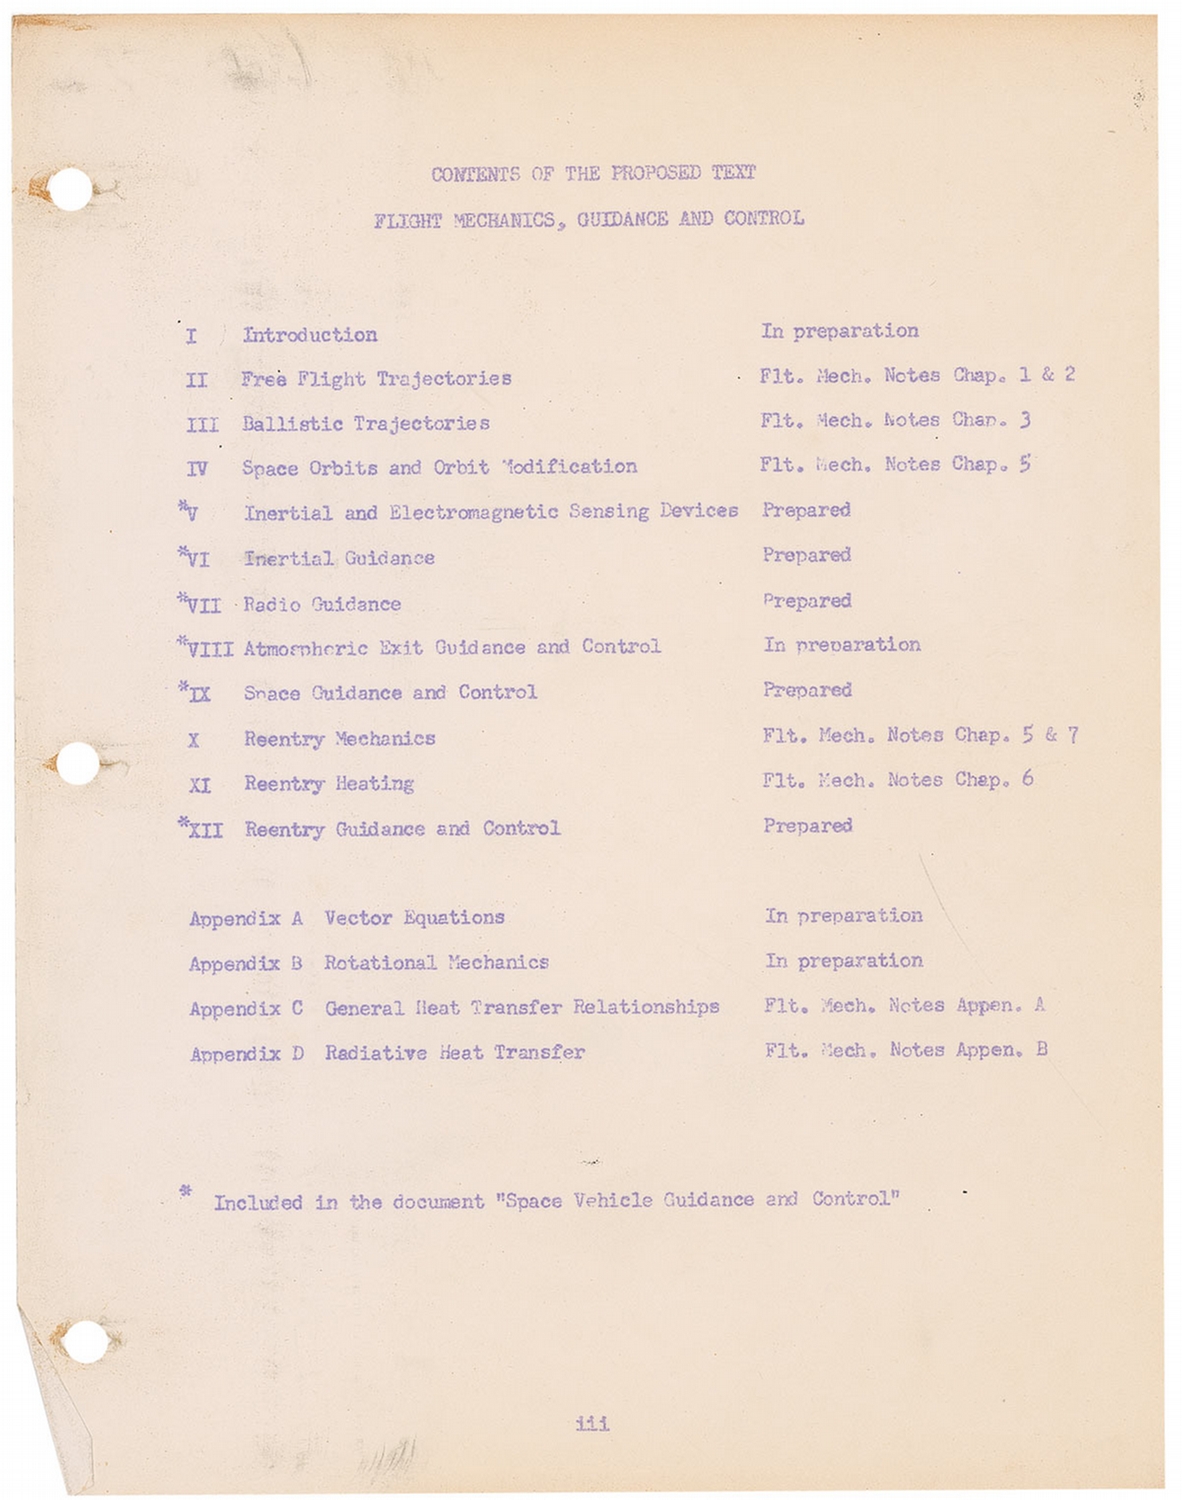 CONTENTS OF THE PROPOSED TEXT
FLIGHT MECHANICS, GUIDANCE AND CONTROL
I Introduction In preparation
II Free Flight Trajectories Flt. Mech. Notes Chap. 1 & 2
III Ballistic Trajectories Flt. Mech. Notes Chap. 3
IV Space Orbits and Orbit Modification Flt. Mech. Notes Chap. 5
*V Inertial and Electromagnetic Sensing Devices Prepared
*VI Inertial Guidance Prepared
*VII Radio Guidance Prepared
*VIII Atmospheric Exit Guidance and Control In preparation
*IX Space Guidance and Control Prepared
X Reentry Mechanics Flt. Mech. Notes Chap. 5 & 7
XI Reentry Heating Flt. Mech. Notes Chap. 6
*XII Reentry Guidance and Control Prepared
Appendix A Vector Equations In preparation
Appendix B Rotational Mechanics In preparation
Appendix C General Heat Transfer Relationships Flt. Mech. Notes Appen. A
Appendix D Radiative Heat Transfer Flt. Mech. Notes Appen. B
* Included in the document "Space Vehicle Guidance and Control"
iii